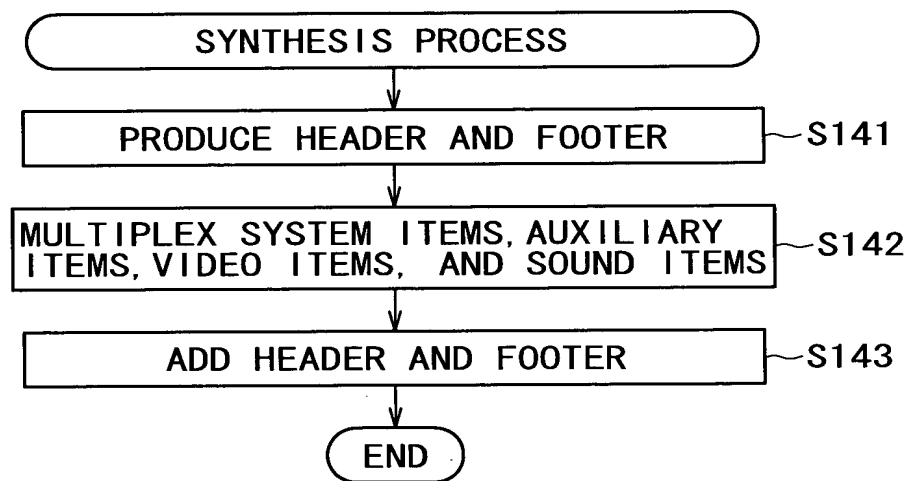 SYNTHESIS PROCESS
PRODUCE HEADER AND FOOTER
S141
MULTIPLEX SYSTEM ITEMS, AUXILIARY
ITEMS, VIDEO ITEMS, AND SOUND ITEMS
S142
ADD HEADER AND FOOTER
S143
END